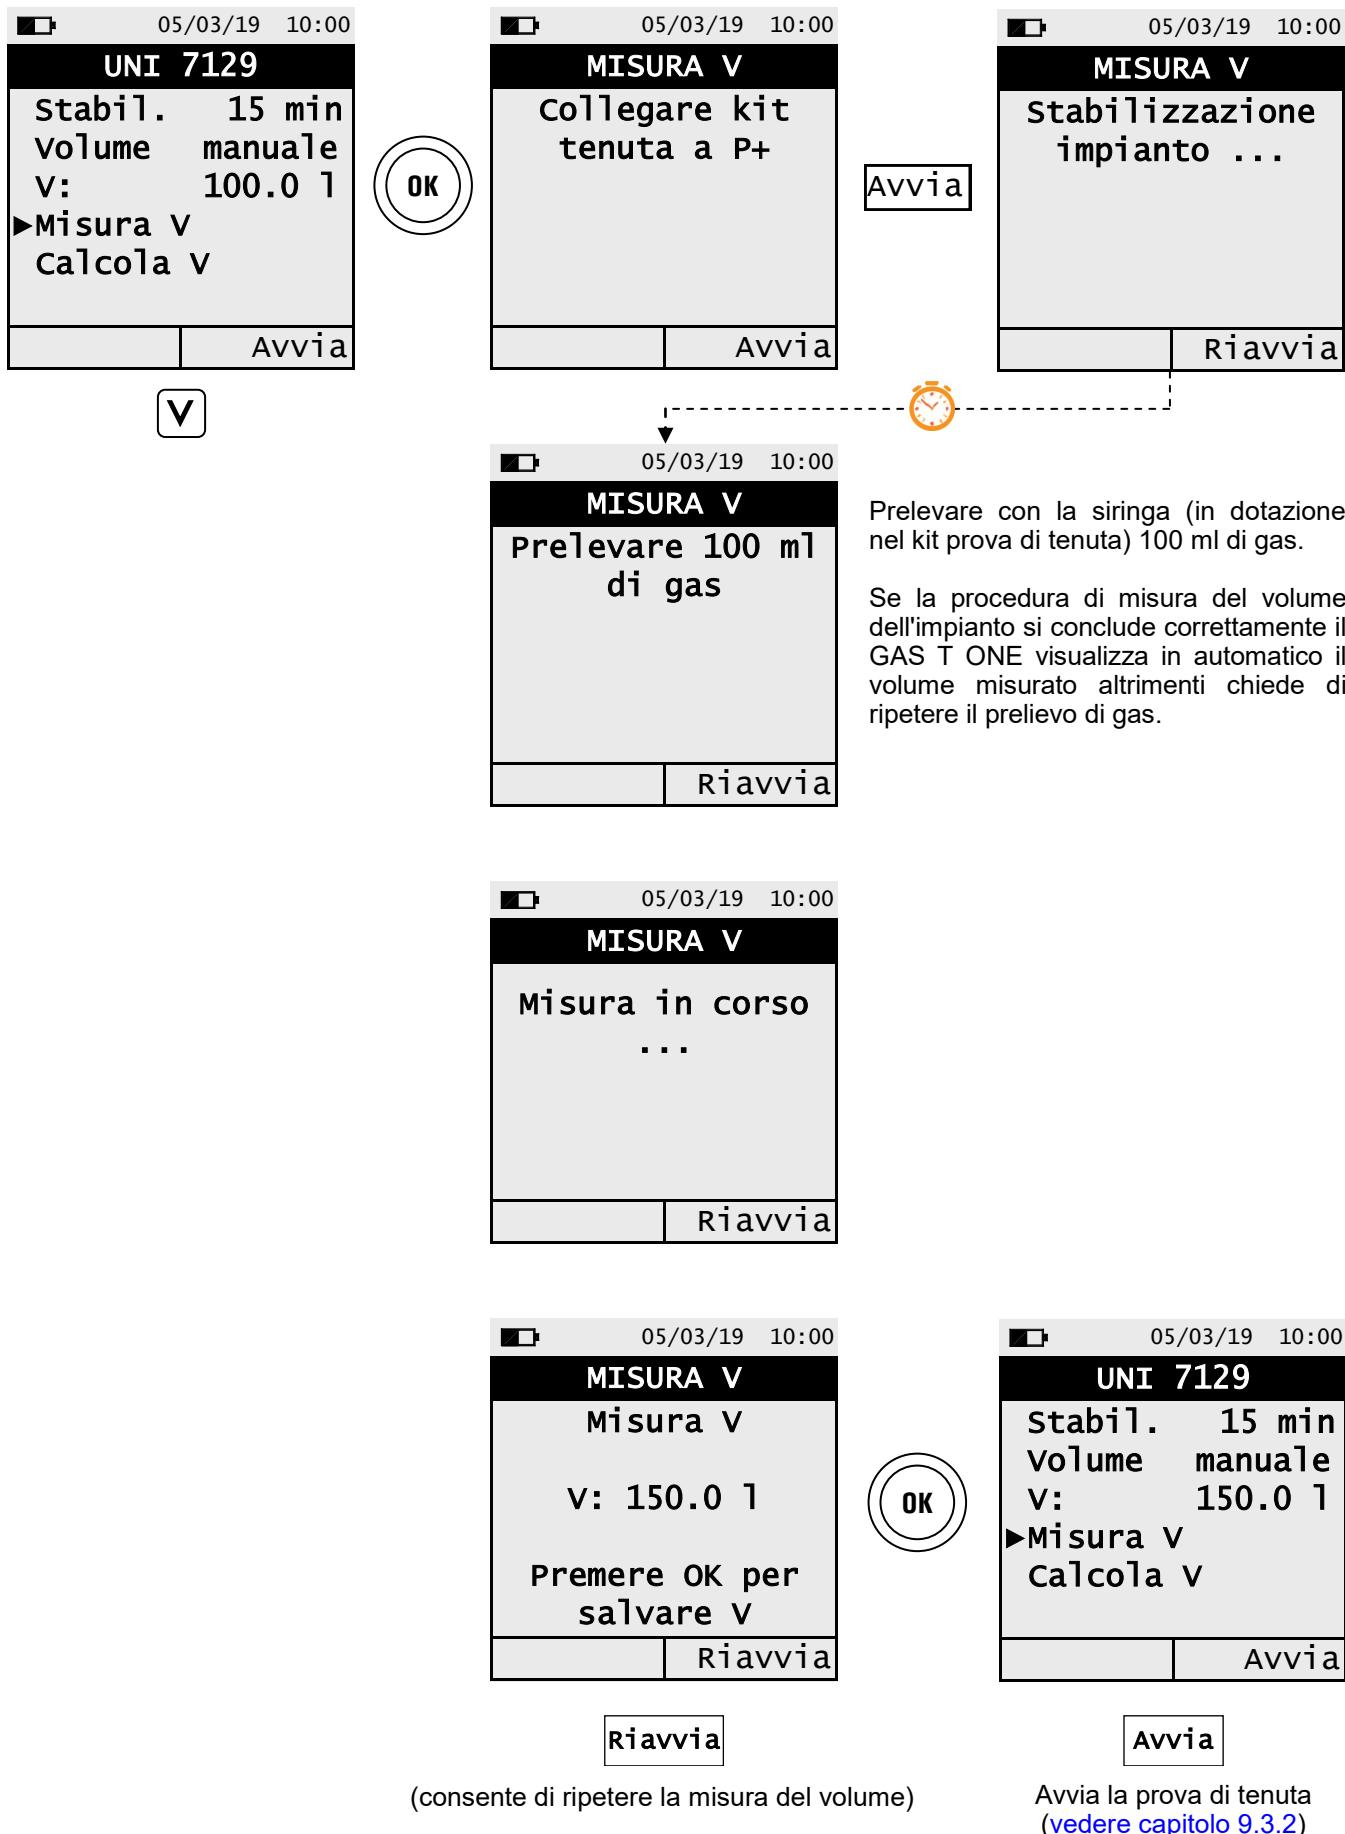 05/03/19 10:00
UNI 7129
Stabil. 15 min
Volume manuale
V: 100.0 l
▶Misura V
Calcola V
Avvia
V
OK
05/03/19 10:00
MISURA V
Collegare kit
tenuta a P+
Avvia
Avvia
05/03/19 10:00
MISURA V
Stabilizzazione
impianto ...
Riavvia
05/03/19 10:00
MISURA V
Prelevare 100 ml
di gas
Riavvia
Prelevare con la siringa (in dotazione
nel kit prova di tenuta) 100 ml di gas.
Se la procedura di misura del volume
dell'impianto si conclude correttamente il
GAS T ONE visualizza in automatico il
volume misurato altrimenti chiede di
ripetere il prelievo di gas.
05/03/19 10:00
MISURA V
Misura in corso
...
Riavvia
05/03/19 10:00
MISURA V
Misura V
V: 150.0 l
Premere OK per
salvare V
Riavvia
Riavvia
(consente di ripetere la misura del volume)
OK
05/03/19 10:00
UNI 7129
Stabil. 15 min
Volume manuale
V: 150.0 l
▶Misura V
Calcola V
Avvia
Avvia
Avvia la prova di tenuta
(vedere capitolo 9.3.2)